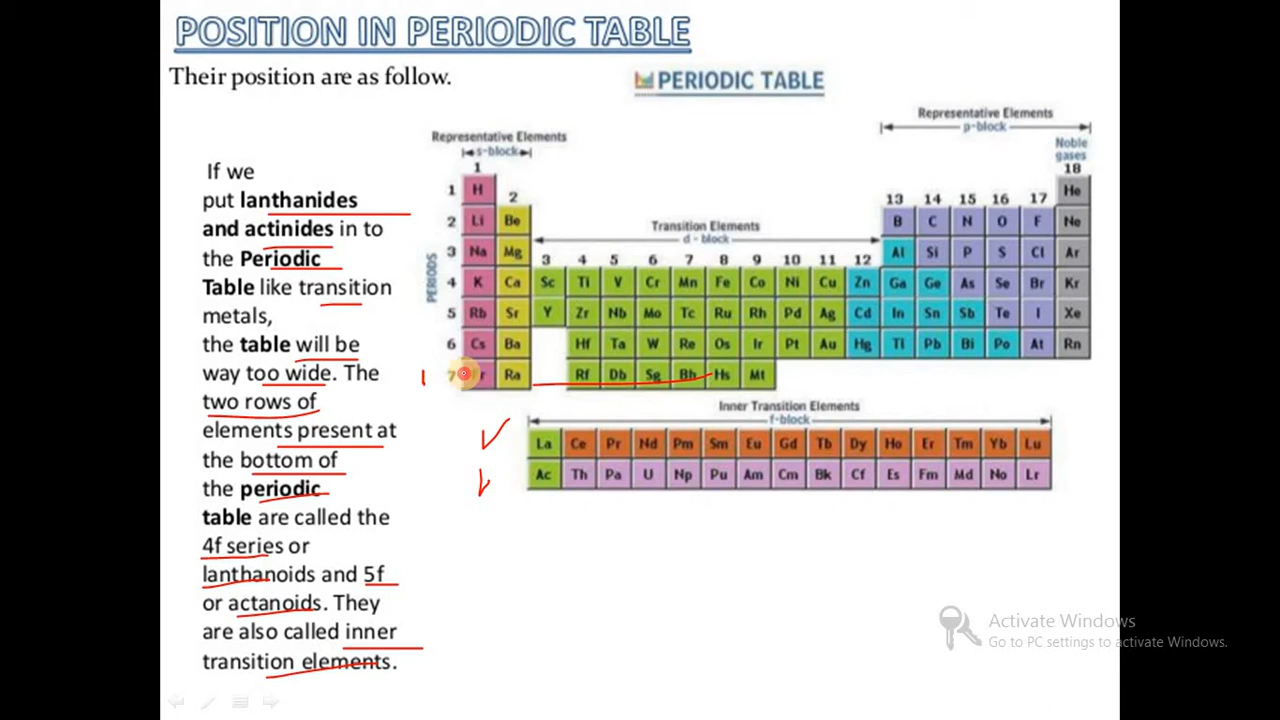 POSITION IN PERIODIC TABLE
Their position are as follow.
PERIODIC TABLE
If we
put lanthanides
and actinides in to
the Periodic
Table like transition
metals,
the table will be
way too wide. The
two rows of
elements present at
the bottom of
the periodic
table are called the
4f series or
lanthanoids and 5f
or actanoids. They
are also called inner
transition elements.
Representative Elements
s-block
Representative Elements
p-block
Noble
gases
Transition Elements
d - block
PERIODS
1 18
2 13 14 15 16 17
3 4 5 6 7 8 9 10 11 12
1 H He
2 Li Be B C N O F Ne
3 Na Mg Al Si P S Cl Ar
4 K Ca Sc Ti V Cr Mn Fe Co Ni Cu Zn Ga Ge As Se Br Kr
5 Rb Sr Y Zr Nb Mo Tc Ru Rh Pd Ag Cd In Sn Sb Te I Xe
6 Cs Ba Hf Ta W Re Os Ir Pt Au Hg Tl Pb Bi Po At Rn
7 r Ra Rf Db Sg Bh Hs Mt
Inner Transition Elements
f-block
La Ce Pr Nd Pm Sm Eu Gd Tb Dy Ho Er Tm Yb Lu
Ac Th Pa U Np Pu Am Cm Bk Cf Es Fm Md No Lr
Activate Windows
Go to PC settings to activate Windows.